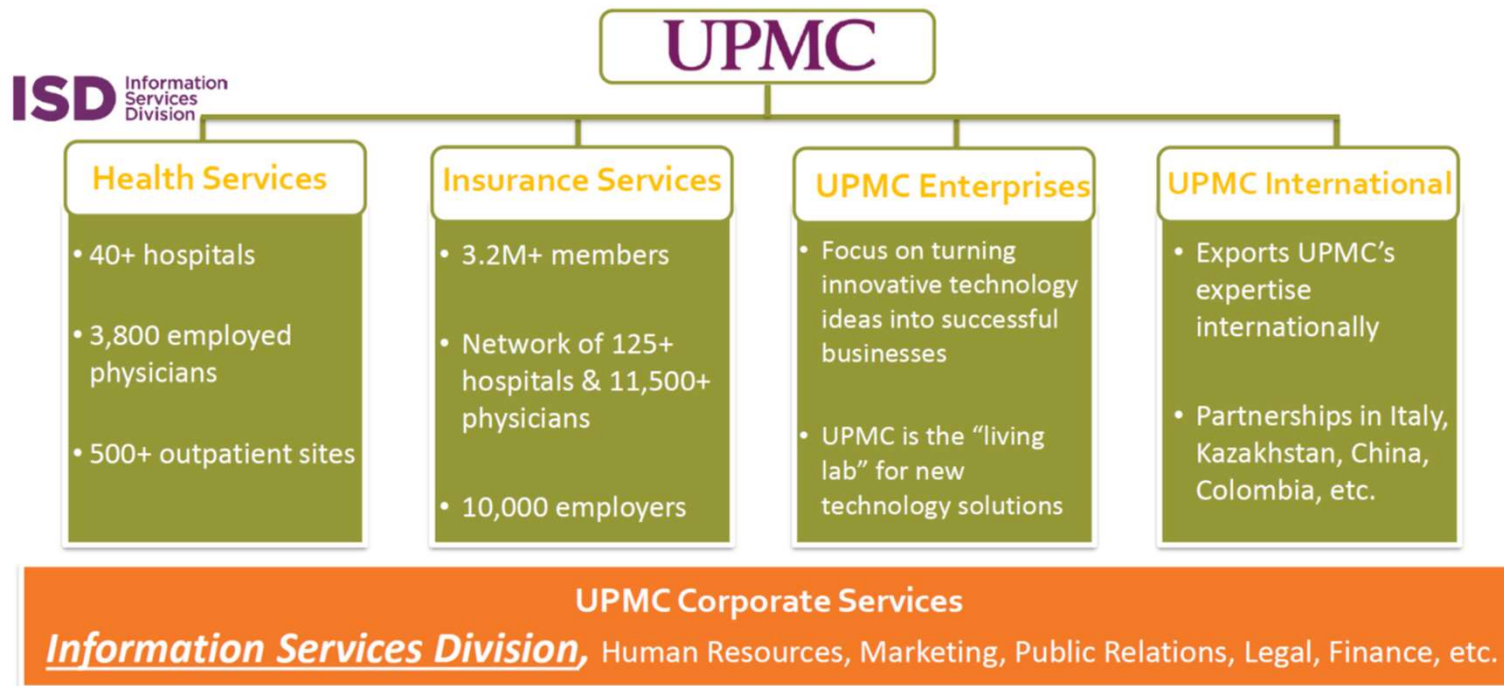 UPMC
ISD Information
Services
Division
Health Services
• 40+ hospitals
• 3,800 employed
physicians
• 500+ outpatient sites
Insurance Services
• 3.2M+ members
• Network of 125+
hospitals & 11,500+
physicians
• 10,000 employers
UPMC Enterprises
• Focus on turning
innovative technology
ideas into successful
businesses
• UPMC is the “living
lab” for new
technology solutions
UPMC International
• Exports UPMC’s
expertise
internationally
• Partnerships in Italy,
Kazakhstan, China,
Colombia, etc.
UPMC Corporate Services
Information Services Division, Human Resources, Marketing, Public Relations, Legal, Finance, etc.